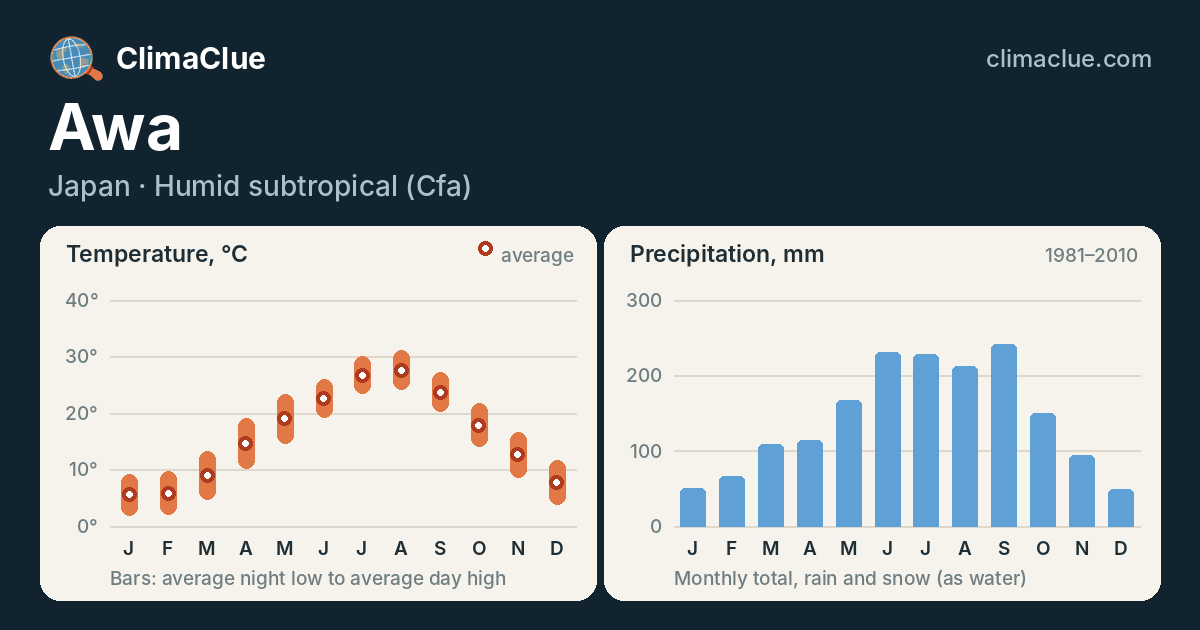 ClimaClue
climaclue.com
Awa
Japan · Humid subtropical (Cfa)
Temperature, °C
average
40°
30°
20°
10°
0°
J F M A M J J A S O N D
Bars: average night low to average day high
Precipitation, mm
1981–2010
300
200
100
0
J F M A M J J A S O N D
Monthly total, rain and snow (as water)